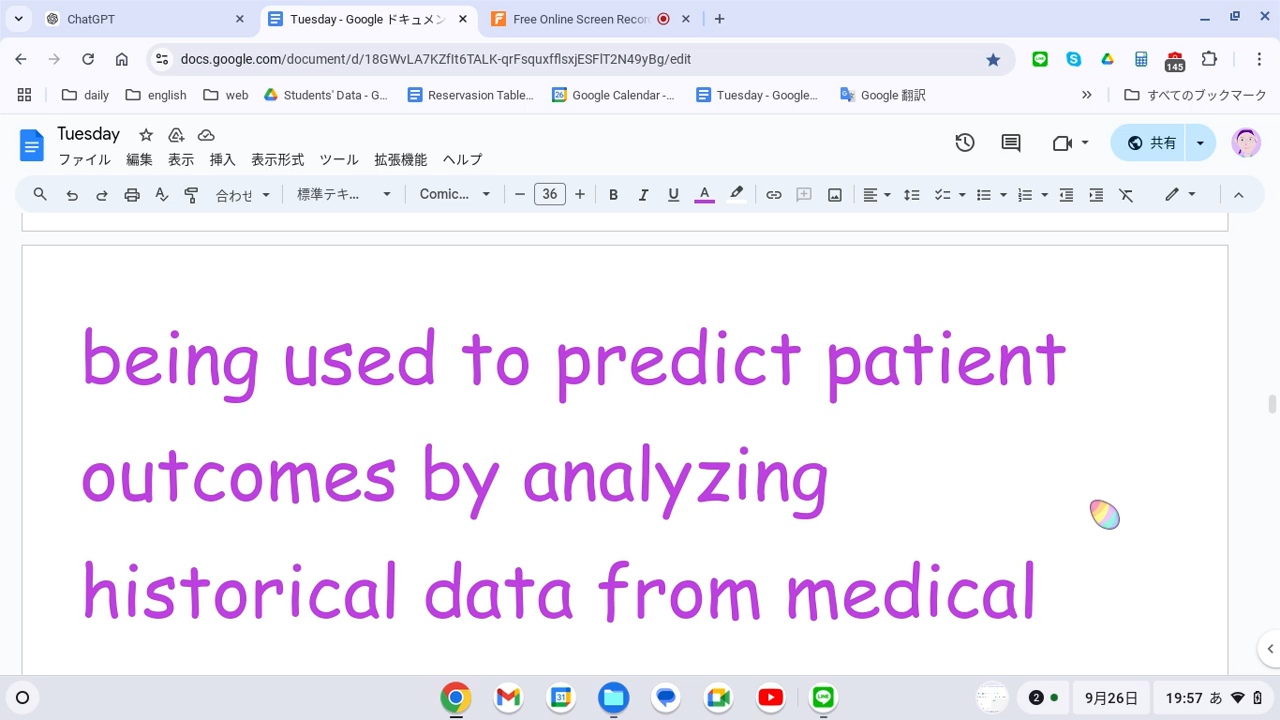 ChatGPT
Tuesday - Google ドキュメン
Free Online Screen Recor
docs.google.com/document/d/13GWvLA7KZfIt6TALK-qrFsquxfflsxjESFlT2N49yBg/edit
145
daily
english
web
Students' Data - G...
Reservasion Table...
Google Calendar -...
Tuesday - Google...
Google 翻訳
すべてのブックマーク
Tuesday
ファイル 編集 表示 挿入 表示形式 ツール 拡張機能 ヘルプ
共有
合わせ
標準テキ...
Comic...
36
being used to predict patient
outcomes by analyzing
historical data from medical
2
9月26日
19:57 あ